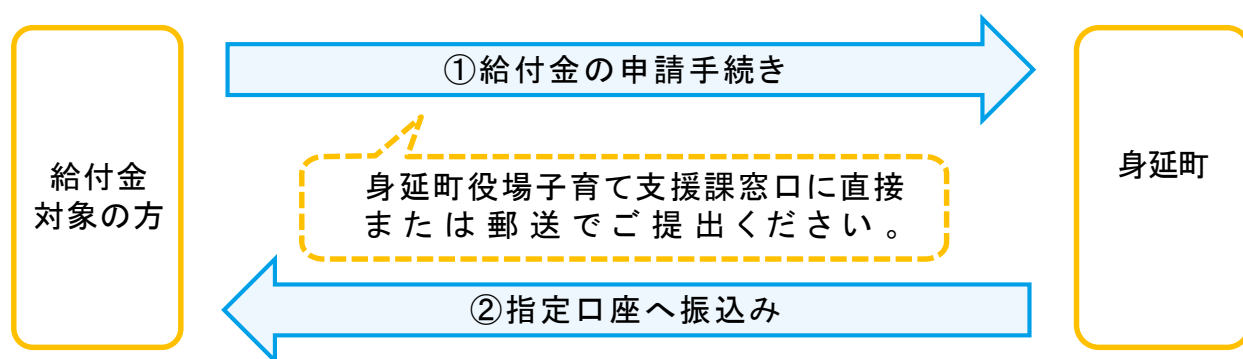 ①給付金の申請手続き
給付金
対象の方
身延町役場子育て支援課窓口に直接
または郵送でご提出ください。
身延町
②指定口座へ振込み